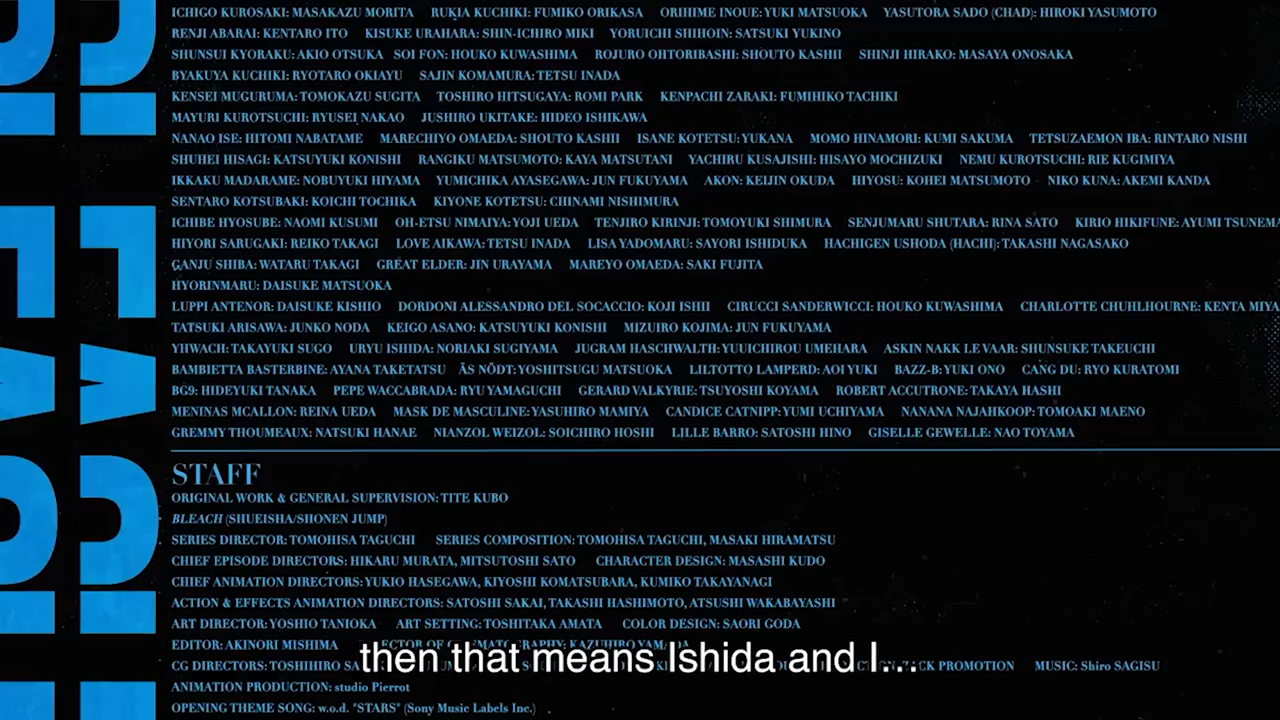 ICHIGO KUROSAKI: MASAKAZU MORITA RUKIA KUCHIKI: FUMIKO ORIKASA ORIHIME INOUE: YUKI MATSUOKA YASUTORA SADO (CHAD): HIROKI YASUMOTO
RENJI ABARAI: KENTARO ITO KISUKE URAHARA: SHIN-ICHIRO MIKI YORUICHI SHIHOIN: SATSUKI YUKINO
SHUNSUI KYORAKU: AKIO OTSUKA SOI FON: HOUKO KUWASHIMA ROJURO OHTORIBASHI: SHOUTO KASHII SHINJI HIRAKO: MASAYA ONOSAKA
BYAKUYA KUCHIKI: RYOTARO OKIAYU SAJIN KOMAMURA: TETSU INADA
KENSEI MUGURUMA: TOMOKAZU SUGITA TOSHIRO HITSUGAYA: ROMI PARK KENPACHI ZARAKI: FUMIHIKO TACHIKI
MAYURI KUROTSUCHI: RYUSEI NAKAO JUSHIRO UKITAKE: HIDEO ISHIKAWA
NANAO ISE: HITOMI NABATAME MARECHIYO OMAEDA: SHOUTO KASHII ISANE KOTETSU: YUKANA MOMO HINAMORI: KUMI SAKUMA TETSUZAEMON IBA: RINTARO NISHI
SHUHEI HISAGI: KATSUYUKI KONISHI RANGIKU MATSUMOTO: KAYA MATSUTANI YACHIRU KUSAJISHI: HISAYO MOCHIZUKI NEMU KUROTSUCHI: RIE KUGIMIYA
IKKAKU MADARAME: NOBUYUKI HIYAMA YUMICHIKA AYASEGAWA: JUN FUKUYAMA AKON: KEIJIN OKUDA HIYOSU: KOHEI MATSUMOTO NIKO KUNA: AKEMI KANDA
SENTARO KOTSUBAKI: KOICHI TOCHIKA KIYONE KOTETSU: CHINAMI NISHIMURA
ICHIBE HYOSUBE: NAOMI KUSUMI OH-ETSU NIMAIYA: YOJI UEDA TENJIRO KIRINJI: TOMOYUKI SHIMURA SENJUMARU SHUTARA: RINA SATO KIRIO HIKIFUNE: AYUMI TSUNEMA
HIYORI SARUGAKI: REIKO TAKAGI LOVE AIKAWA: TETSU INADA LISA YADOMARU: SAYORI ISHIDUKA HACHIGEN USHODA (HACHI): TAKASHI NAGASAKO
GANJU SHIBA: WATARU TAKAGI GREAT ELDER: JIN URAYAMA MAREYO OMAEDA: SAKI FUJITA
HYORINMARU: DAISUKE MATSUOKA
LUPPI ANTENOR: DAISUKE KISHIO DORDONI ALESSANDRO DEL SOCACCIO: KOJI ISHII CIRUCCI SANDERWICCI: HOUKO KUWASHIMA CHARLOTTE CHUHLHOURNE: KENTA MIYA
TATSUKI ARISAWA: JUNKO NODA KEIGO ASANO: KATSUYUKI KONISHI MIZUIRO KOJIMA: JUN FUKUYAMA
YHWACH: TAKAYUKI SUGO URYU ISHIDA: NORIAKI SUGIYAMA JUGRAM HASCHWALTH: YUUICHIROU UMEHARA ASKIN NAKK LE VAAR: SHUNSUKE TAKEUCHI
BAMBIETTA BASTERBINE: AYANA TAKETATSU ÄS NÖDT: YOSHITSUGU MATSUOKA LILTOTTO LAMPERD: AOI YUKI BAZZ-B: YUKI ONO CANG DU: RYO KURATOMI
BG9: HIDEYUKI TANAKA PEPE WACCABRADA: RYU YAMAGUCHI GERARD VALKYRIE: TSUYOSHI KOYAMA ROBERT ACCUTRONE: TAKAYA HASHI
MENINAS MCALLON: REINA UEDA MASK DE MASCULINE: YASUHIRO MAMIYA CANDICE CATNIPP: YUMI UCHIYAMA NANANA NAJAHKOOP: TOMOAKI MAENO
GREMMY THOUMEAUX: NATSUKI HANAE NIANZOL WEIZOL: SOICHIRO HOSHI LILLE BARRO: SATOSHI HINO GISELLE GEWELLE: NAO TOYAMA
STAFF
ORIGINAL WORK & GENERAL SUPERVISION: TITE KUBO
BLEACH (SHUEISHA/SHONEN JUMP)
SERIES DIRECTOR: TOMOHISA TAGUCHI SERIES COMPOSITION: TOMOHISA TAGUCHI, MASAKI HIRAMATSU
CHIEF EPISODE DIRECTORS: HIKARU MURATA, MITSUTOSHI SATO CHARACTER DESIGN: MASASHI KUDO
CHIEF ANIMATION DIRECTORS: YUKIO HASEGAWA, KIYOSHI KOMATSUBARA, KUMIKO TAKAYANAGI
ACTION & EFFECTS ANIMATION DIRECTORS: SATOSHI SAKAI, TAKASHI HASHIMOTO, ATSUSHI WAKABAYASHI
ART DIRECTOR: YOSHIO TANIOKA ART SETTING: TOSHITAKA AMATA COLOR DESIGN: SAORI GODA
EDITOR: AKINORI MISHIMA
then that means Ishida and I...
CG DIRECTORS: PROMOTION MUSIC: Shiro SAGISU
ANIMATION PRODUCTION: studio Pierrot
OPENING THEME SONG: w.o.d. "STARS" (Sony Music Labels Inc.)